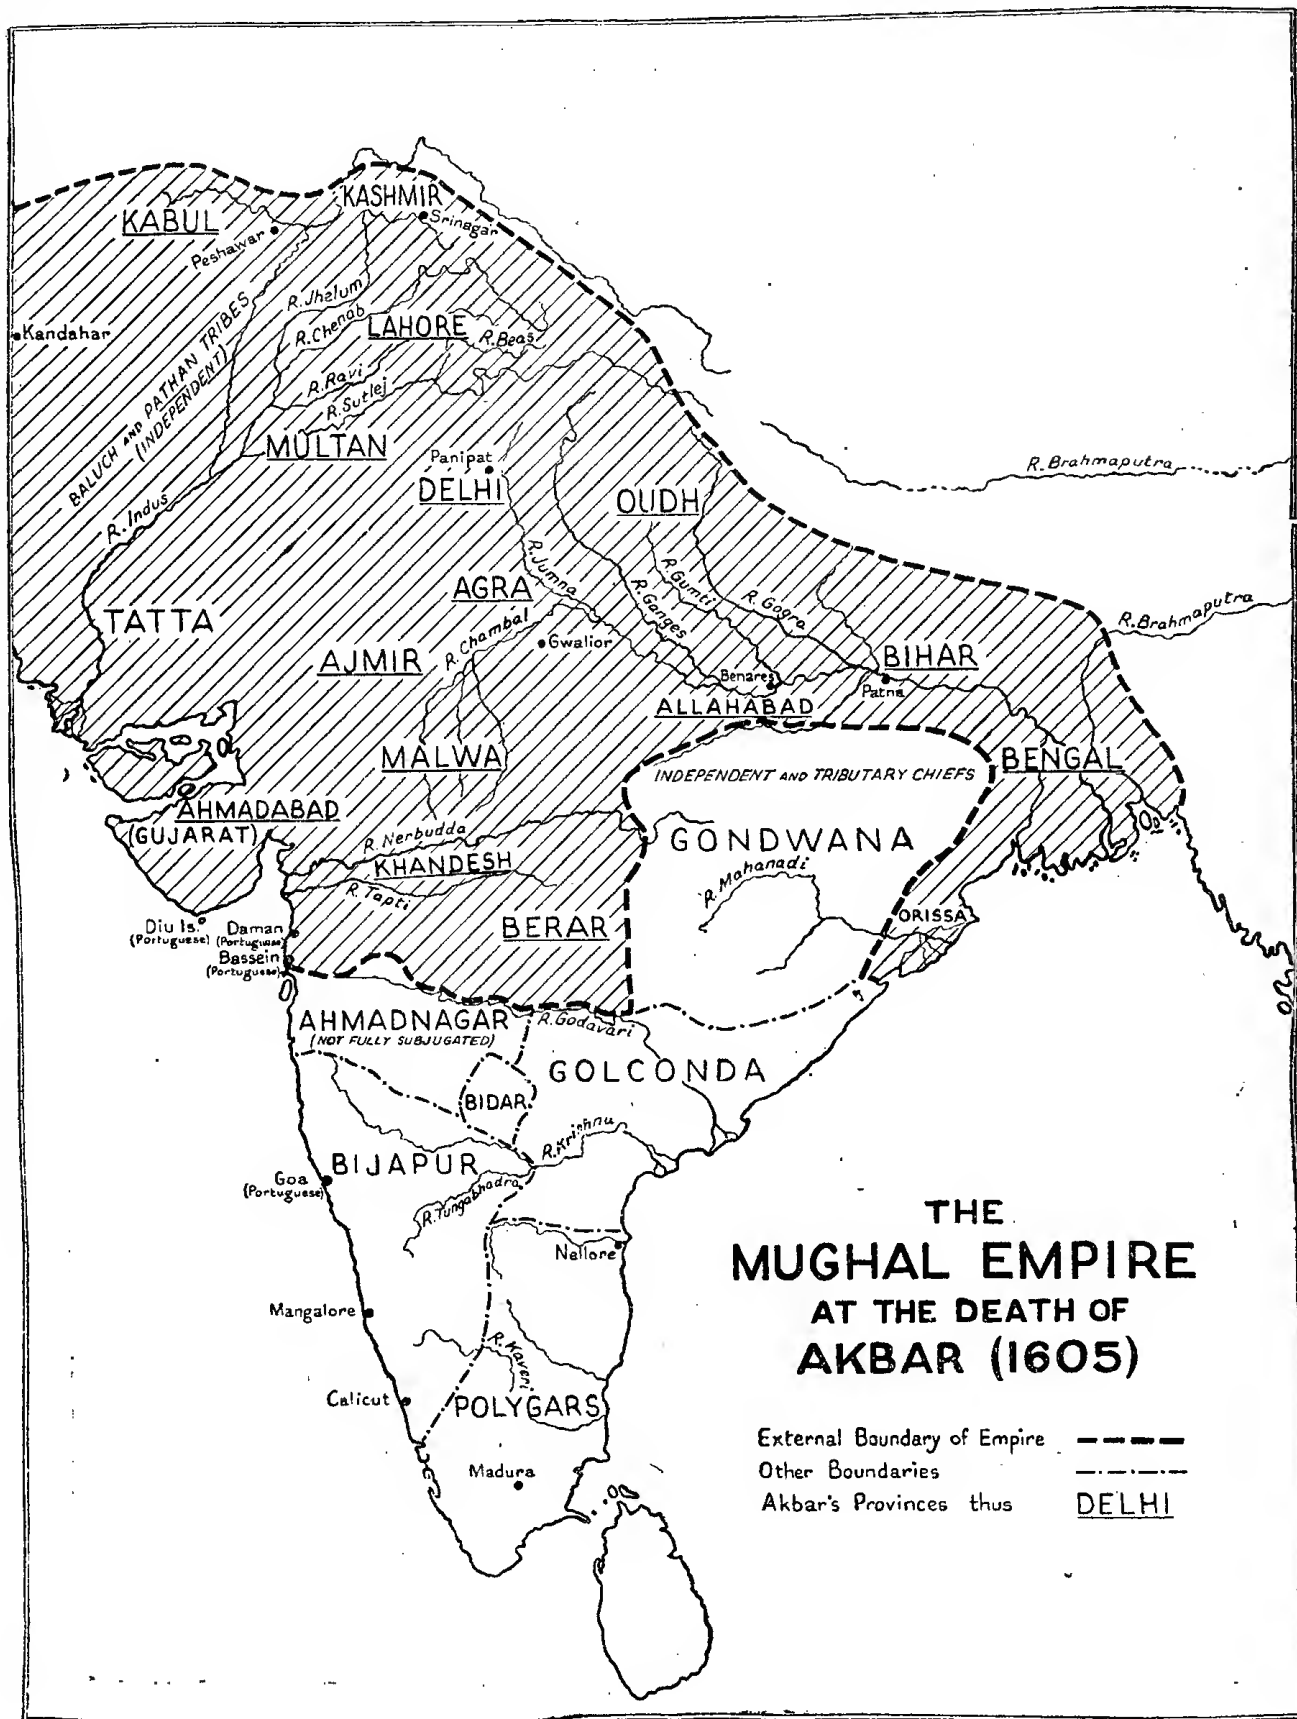 KASHMIR
Srinagar
KABUL
Peshawar
R. Jhelum
R. Chenab
LAHORE
R. Beas
Kandahar
BALUCH AND PATHAN TRIBES
(INDEPENDENT)
R. Ravi
R. Sutlej
MULTAN
Panipat
DELHI
OUDH
R. Brahmaputra
R. Indus
R. Jumna
R. Gumti
R. Ganges
R. Gogra
R. Brahmaputra
TATTA
AGRA
R. Chambal
Gwalior
AJMIR
BIHAR
Benares
Patna
ALLAHABAD
MALWA
BENGAL
INDEPENDENT AND TRIBUTARY CHIEFS
AHMADABAD
(GUJARAT)
R. Nerbudda
GONDWANA
KHANDESH
R. Tapti
R. Mahanadi
BERAR
ORISSA
Diu Is.
(Portuguese)
Daman
(Portuguese)
Bassein
(Portuguese)
AHMADNAGAR
(NOT FULLY SUBJUGATED)
R. Godavari
GOLCONDA
BIDAR
R. Krishnu
BIJAPUR
Goa
(Portuguese)
R. Tungabhadra
Nellore
Mangalore
R. Kaveri
Calicut
POLYGARS
Madura
THE
MUGHAL EMPIRE
AT THE DEATH OF
AKBAR (1605)
External Boundary of Empire
Other Boundaries
Akbar's Provinces thus DELHI